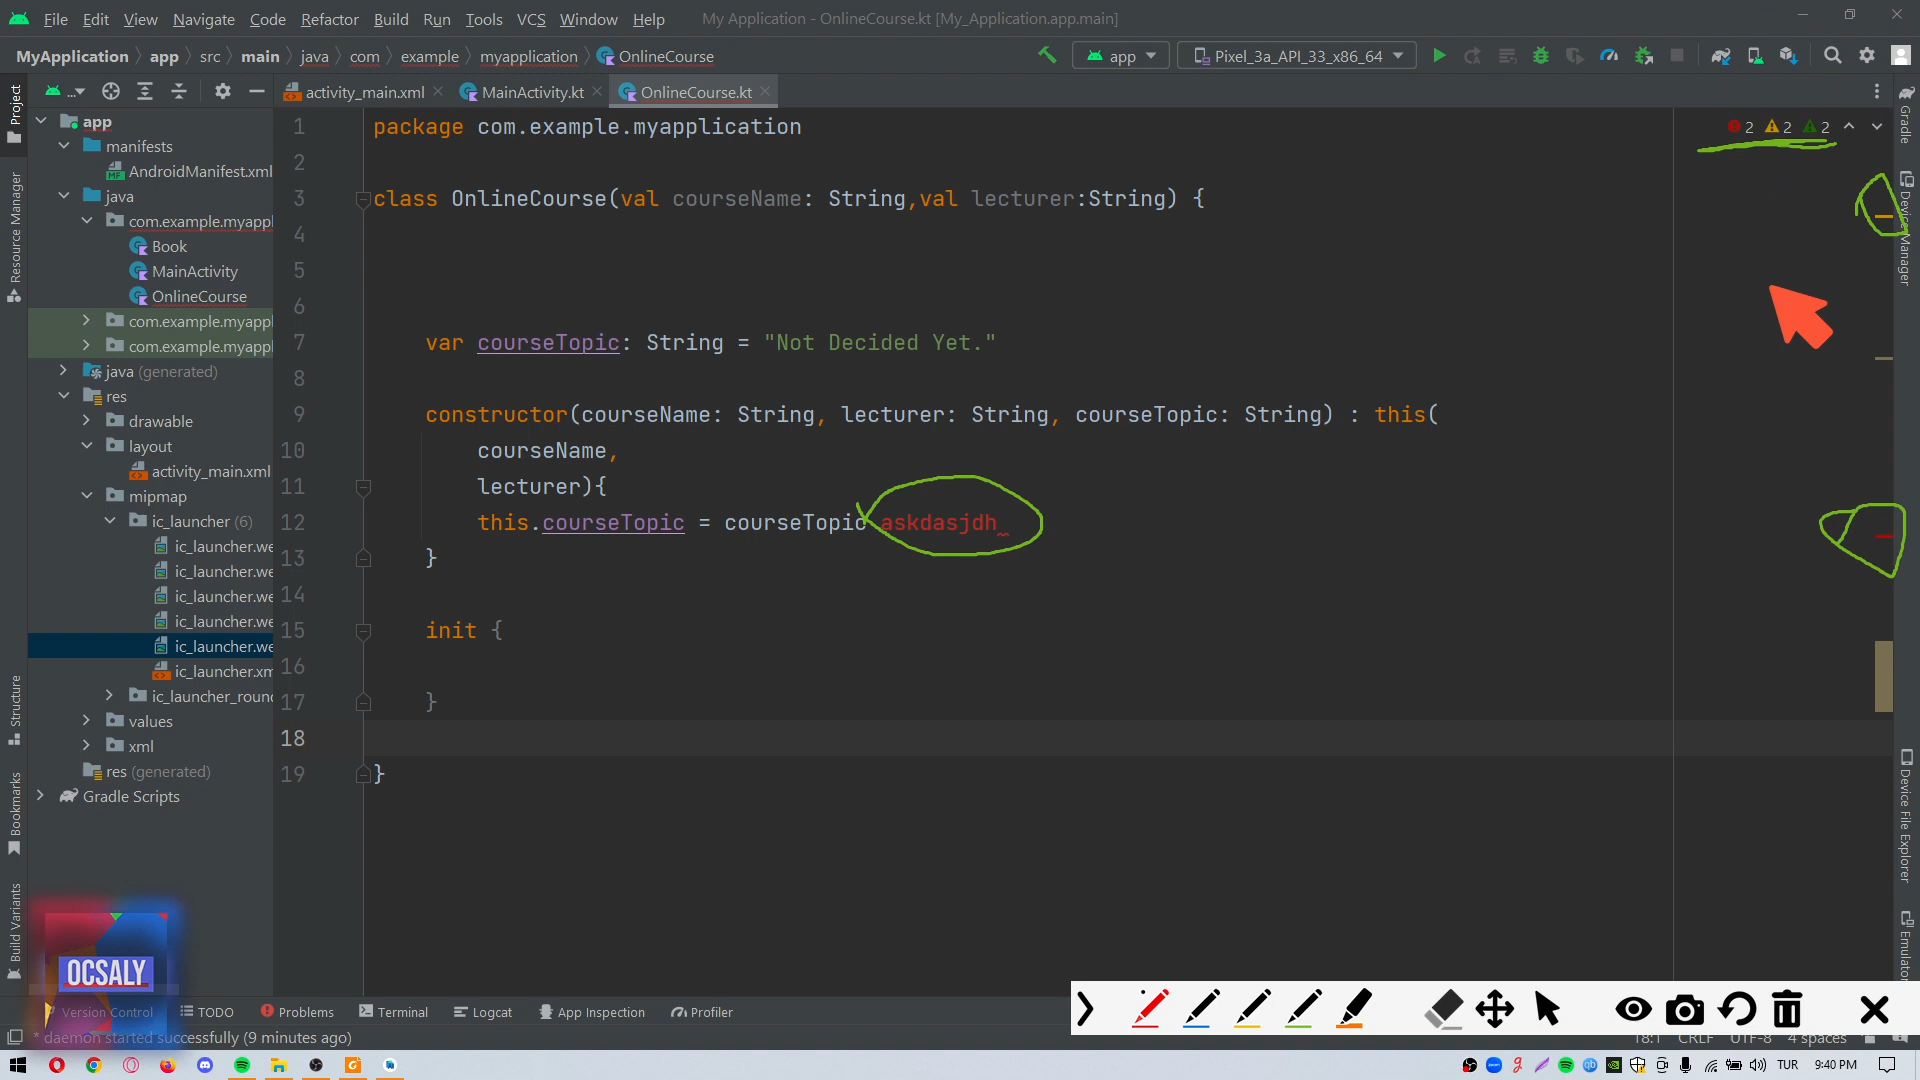 File Edit View Navigate Code Refactor Build Run Tools VCS Window Help My Application - OnlineCourse.kt [My_Application.app.main]
MyApplication app src main java com example myapplication OnlineCourse app Pixel_3a_API_33_x86_64
Project ... activity_main.xml MainActivity.kt OnlineCourse.kt
Resource Manager
Structure
Bookmarks
Build Variants
app
manifests
AndroidManifest.xml
java
com.example.myappl
Book
MainActivity
OnlineCourse
com.example.myappl
com.example.myappl
java (generated)
res
drawable
layout
activity_main.xml
mipmap
ic_launcher (6)
ic_launcher.we
ic_launcher.we
ic_launcher.we
ic_launcher.we
ic_launcher.we
ic_launcher.xm
ic_launcher_roun
values
xml
res (generated)
Gradle Scripts
1 package com.example.myapplication
2
3 class OnlineCourse(val courseName: String,val lecturer:String) {
4
5
6
7 var courseTopic: String = "Not Decided Yet."
8
9 constructor(courseName: String, lecturer: String, courseTopic: String) : this(
10 courseName,
11 lecturer){
12 this.courseTopic = courseTopic askdasjdh
13 }
14
15 init {
16
17 }
18
19 }
2 2 2
Gradle
Device Manager
Device File Explorer
Emulator
OCSALY
Version Control TODO Problems Terminal Logcat App Inspection Profiler
* daemon started successfully (9 minutes ago) 18:1 CRLF UTF-8 4 spaces
TUR 9:40 PM